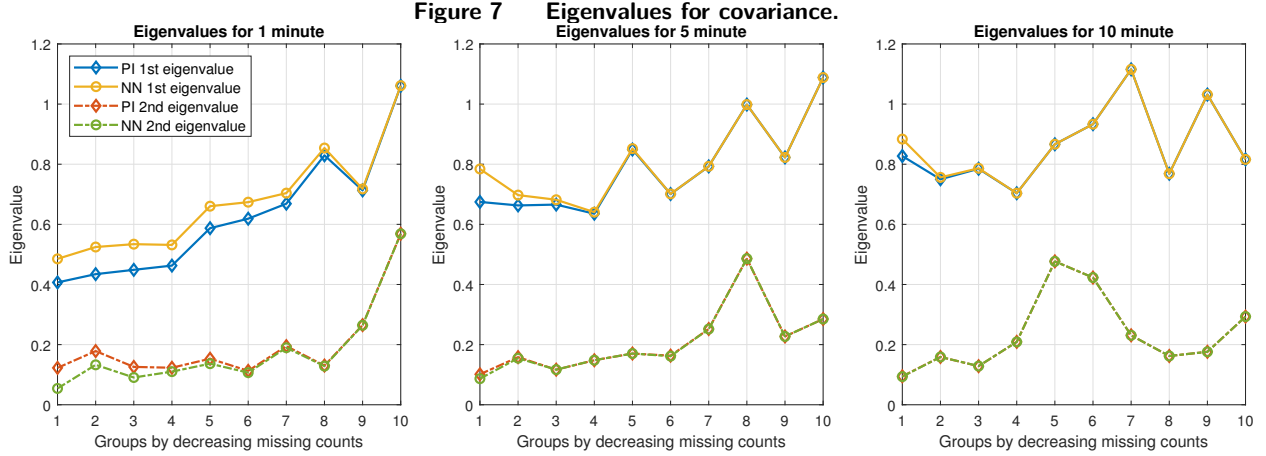 Figure 7 Eigenvalues for covariance.
Eigenvalues for 1 minute
Eigenvalues for 5 minute
Eigenvalues for 10 minute
PI 1st eigenvalue
NN 1st eigenvalue
PI 2nd eigenvalue
NN 2nd eigenvalue
Eigenvalue
1.2
1
0.8
0.6
0.4
0.2
0
1 2 3 4 5 6 7 8 9 10
Groups by decreasing missing counts
Eigenvalue
1.2
1
0.8
0.6
0.4
0.2
0
1 2 3 4 5 6 7 8 9 10
Groups by decreasing missing counts
Eigenvalue
1.2
1
0.8
0.6
0.4
0.2
0
1 2 3 4 5 6 7 8 9 10
Groups by decreasing missing counts